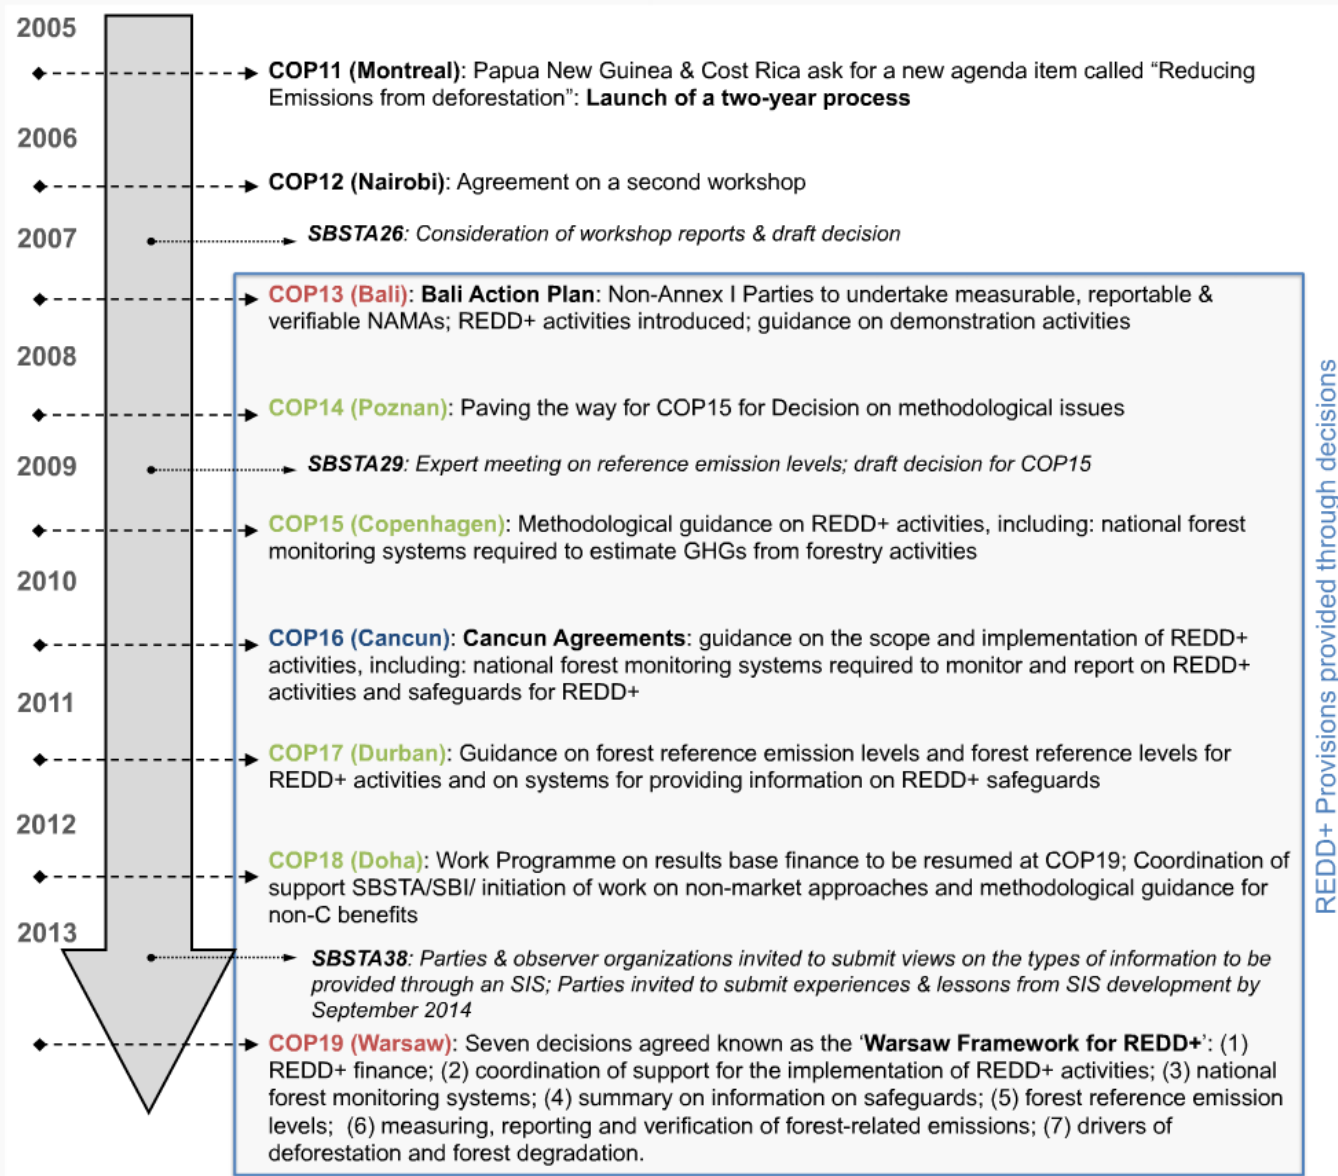 2005
COP11 (Montreal): Papua New Guinea & Cost Rica ask for a new agenda item called “Reducing
Emissions from deforestation”: Launch of a two-year process
2006
COP12 (Nairobi): Agreement on a second workshop
2007
SBSTA26: Consideration of workshop reports & draft decision
COP13 (Bali): Bali Action Plan: Non-Annex I Parties to undertake measurable, reportable &
verifiable NAMAs; REDD+ activities introduced; guidance on demonstration activities
2008
COP14 (Poznan): Paving the way for COP15 for Decision on methodological issues
2009
SBSTA29: Expert meeting on reference emission levels; draft decision for COP15
COP15 (Copenhagen): Methodological guidance on REDD+ activities, including: national forest
monitoring systems required to estimate GHGs from forestry activities
2010
COP16 (Cancun): Cancun Agreements: guidance on the scope and implementation of REDD+
activities, including: national forest monitoring systems required to monitor and report on REDD+
activities and safeguards for REDD+
2011
COP17 (Durban): Guidance on forest reference emission levels and forest reference levels for
REDD+ activities and on systems for providing information on REDD+ safeguards
2012
COP18 (Doha): Work Programme on results base finance to be resumed at COP19; Coordination of
support SBSTA/SBI/ initiation of work on non-market approaches and methodological guidance for
non-C benefits
2013
SBSTA38: Parties & observer organizations invited to submit views on the types of information to be
provided through an SIS; Parties invited to submit experiences & lessons from SIS development by
September 2014
COP19 (Warsaw): Seven decisions agreed known as the ‘Warsaw Framework for REDD+’: (1)
REDD+ finance; (2) coordination of support for the implementation of REDD+ activities; (3) national
forest monitoring systems; (4) summary on information on safeguards; (5) forest reference emission
levels; (6) measuring, reporting and verification of forest-related emissions; (7) drivers of
deforestation and forest degradation.
REDD+ Provisions provided through decisions